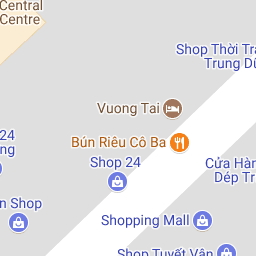 Central
Centre
Shop Thời Tra
Trung Dũ
Vuong Tai
24
ng
Bún Riêu Cô Ba
Shop 24
Cửa Hàn
Dép Tr
n Shop
Shopping Mall
Shop Tuyết Vân